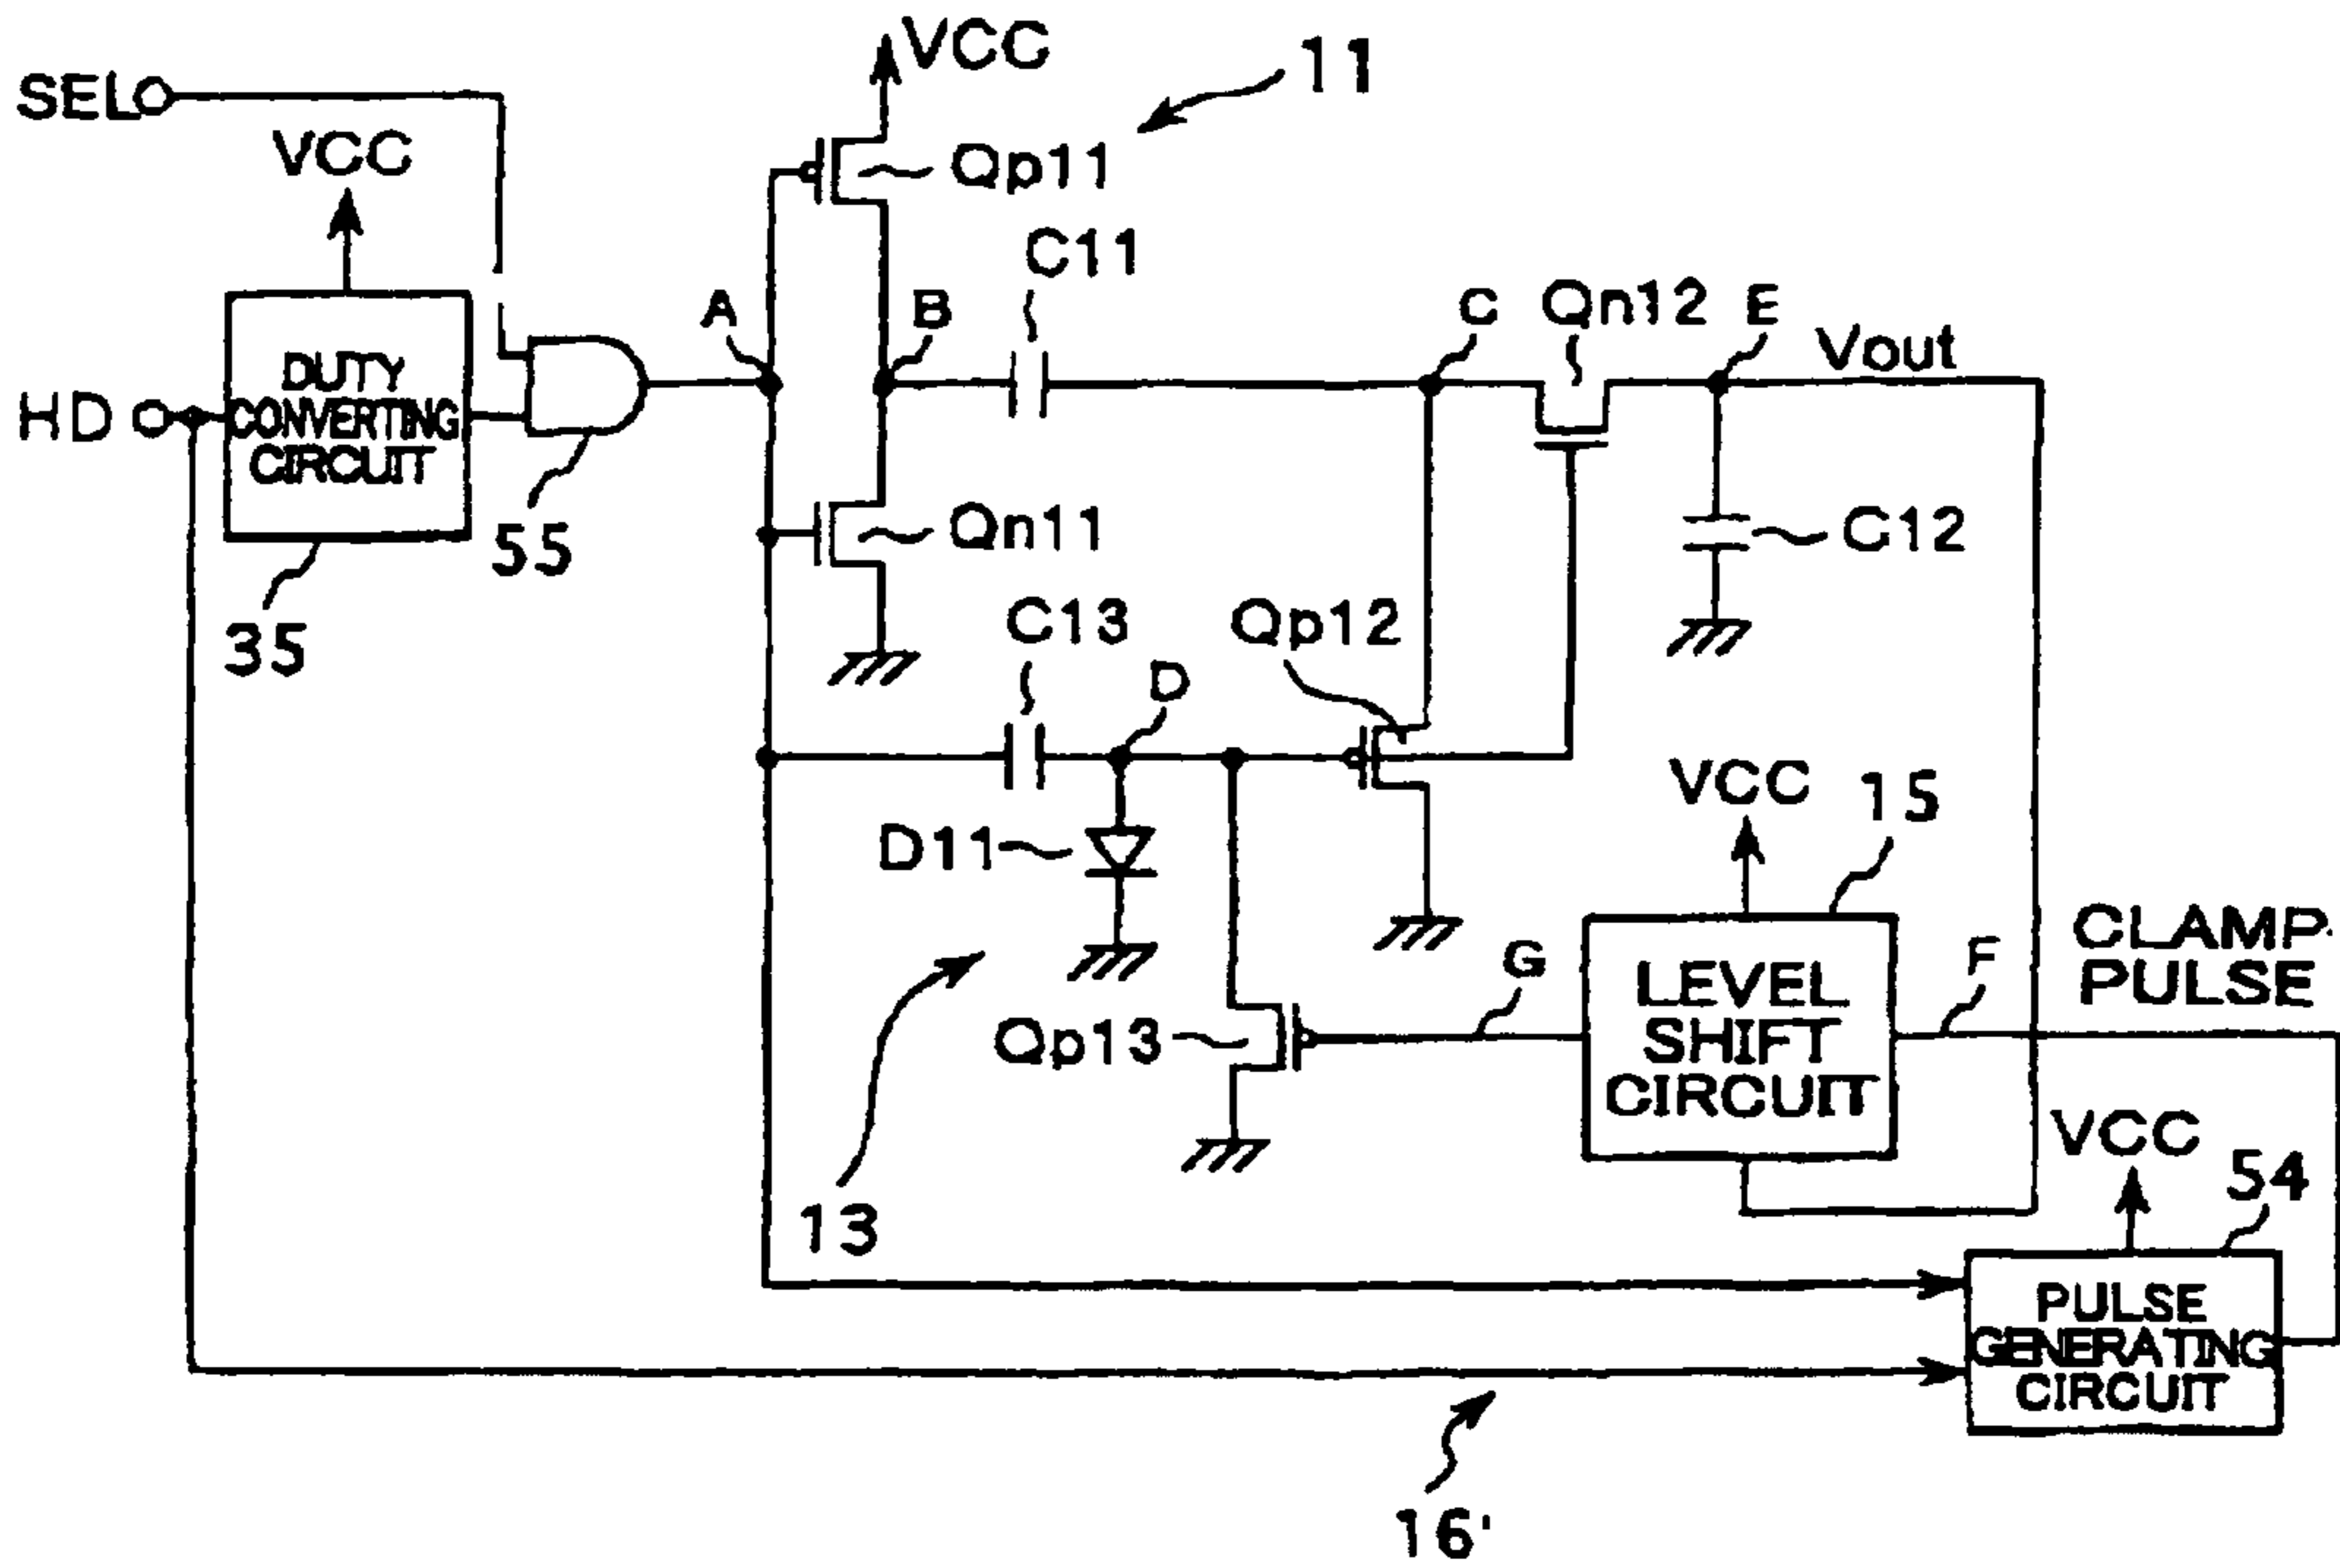 VCC
11
SEL
VCC
Qp11
C11
A
B
C
Qn12
E
Vout
HD
DUTY
CONVERTING
CIRCUIT
55
35
Qn11
C12
C13
Qp12
D
D11
VCC
15
CLAMP
PULSE
G
F
LEVEL
SHIFT
CIRCUIT
Qp13
VCC
54
13
PULSE
GENERATING
CIRCUIT
16'